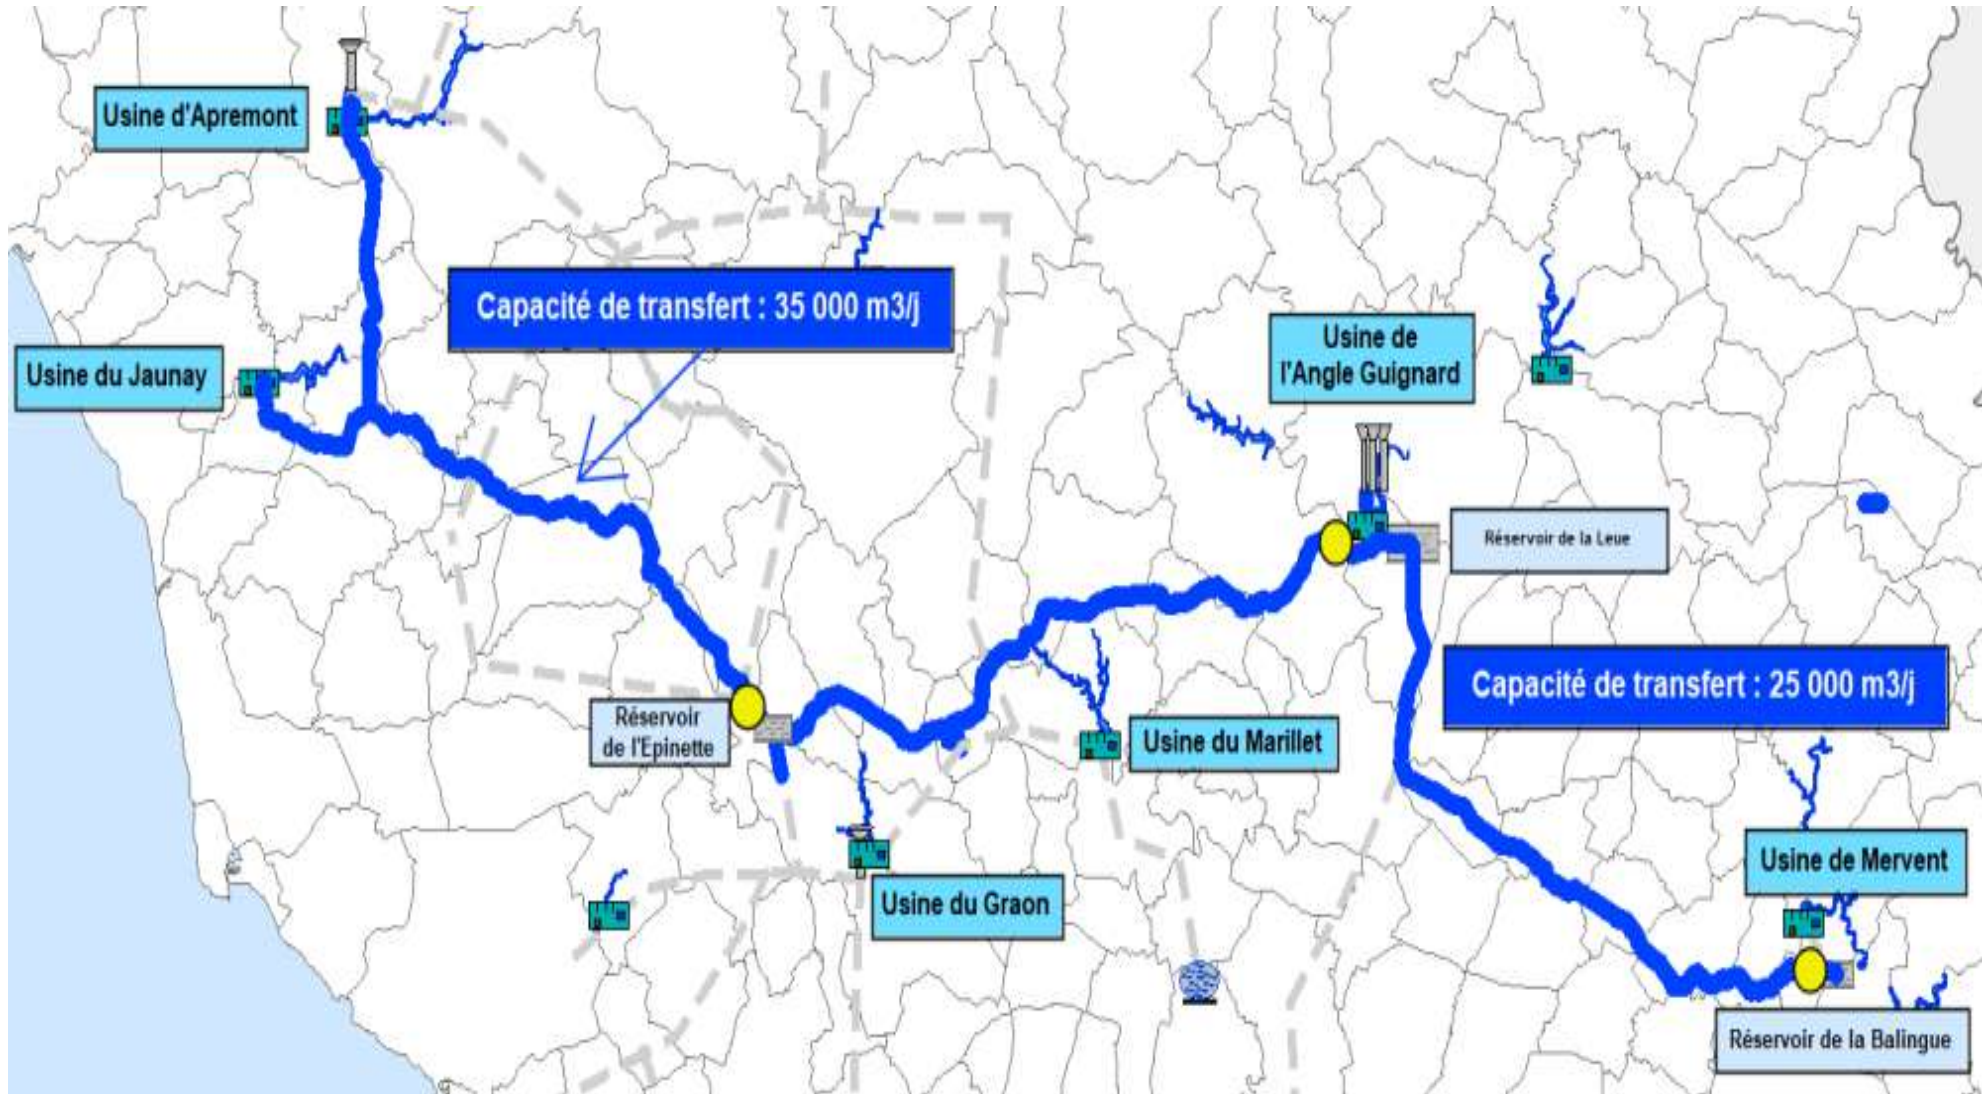 Usine d'Apremont
Capacité de transfert : 35 000 m3/j
Usine de
l'Angle Guignard
Usine du Jaunay
Réservoir de la Leue
Capacité de transfert : 25 000 m3/j
Réservoir
de l'Epinette
Usine du Marillet
Usine de Mervent
Usine du Graon
Réservoir de la Balingue